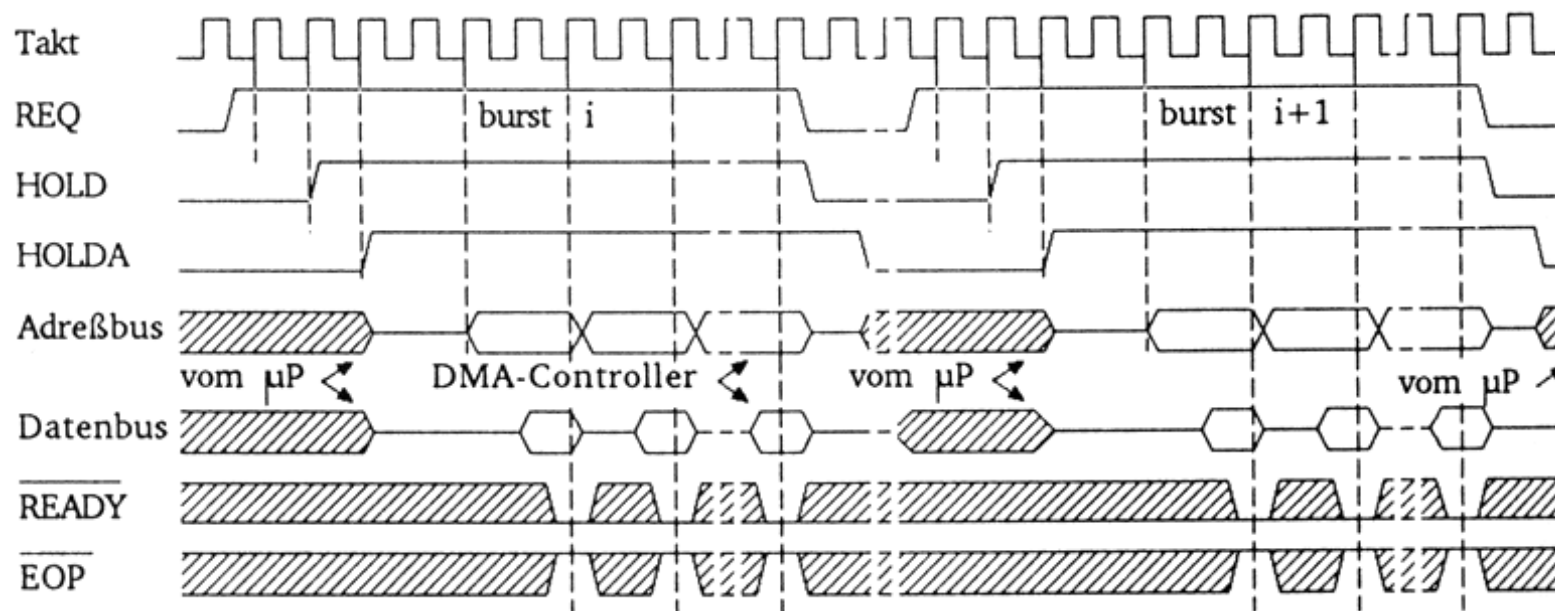 Takt
REQ
burst i
burst i+1
HOLD
HOLDA
Adreßbus
vom µP
DMA-Controller
vom µP
vom µP
Datenbus
READY
EOP